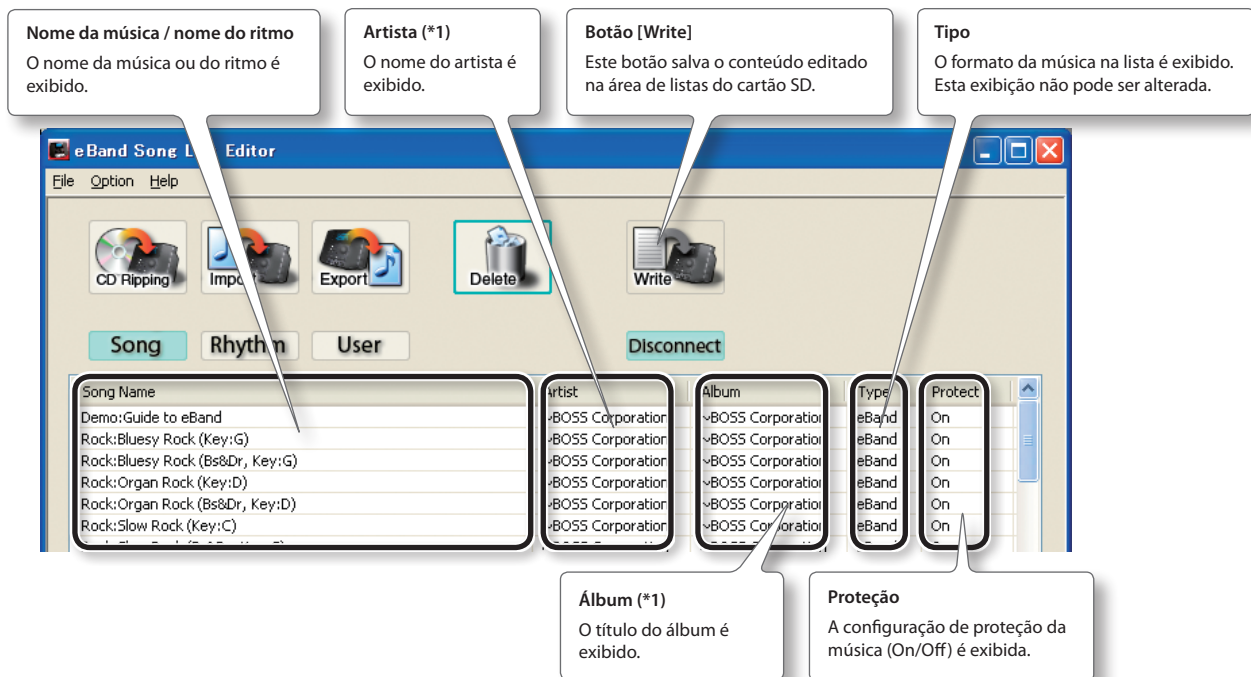 Nome da música / nome do ritmo
O nome da música ou do ritmo é
exibido.
Artista (*1)
O nome do artista é
exibido.
Botão [Write]
Este botão salva o conteúdo editado
na área de listas do cartão SD.
Tipo
O formato da música na lista é exibido.
Esta exibição não pode ser alterada.
eBand Song L Editor
File Option Help
CD Ripping
Import
Export
Delete
Write
Song Rhythm User Disconnect
Song Name Artist Album Type Protect
Demo:Guide to eBand ~BOSS Corporation ~BOSS Corporation eBand On
Rock:Bluesy Rock (Key:G) ~BOSS Corporation ~BOSS Corporation eBand On
Rock:Bluesy Rock (Bs&Dr, Key:G) ~BOSS Corporation ~BOSS Corporation eBand On
Rock:Organ Rock (Key:D) ~BOSS Corporation ~BOSS Corporation eBand On
Rock:Organ Rock (Bs&Dr, Key:D) ~BOSS Corporation ~BOSS Corporation eBand On
Rock:Slow Rock (Key:C) ~BOSS Corporation ~BOSS Corporation eBand On
Álbum (*1)
O título do álbum é
exibido.
Proteção
A configuração de proteção da
música (On/Off) é exibida.